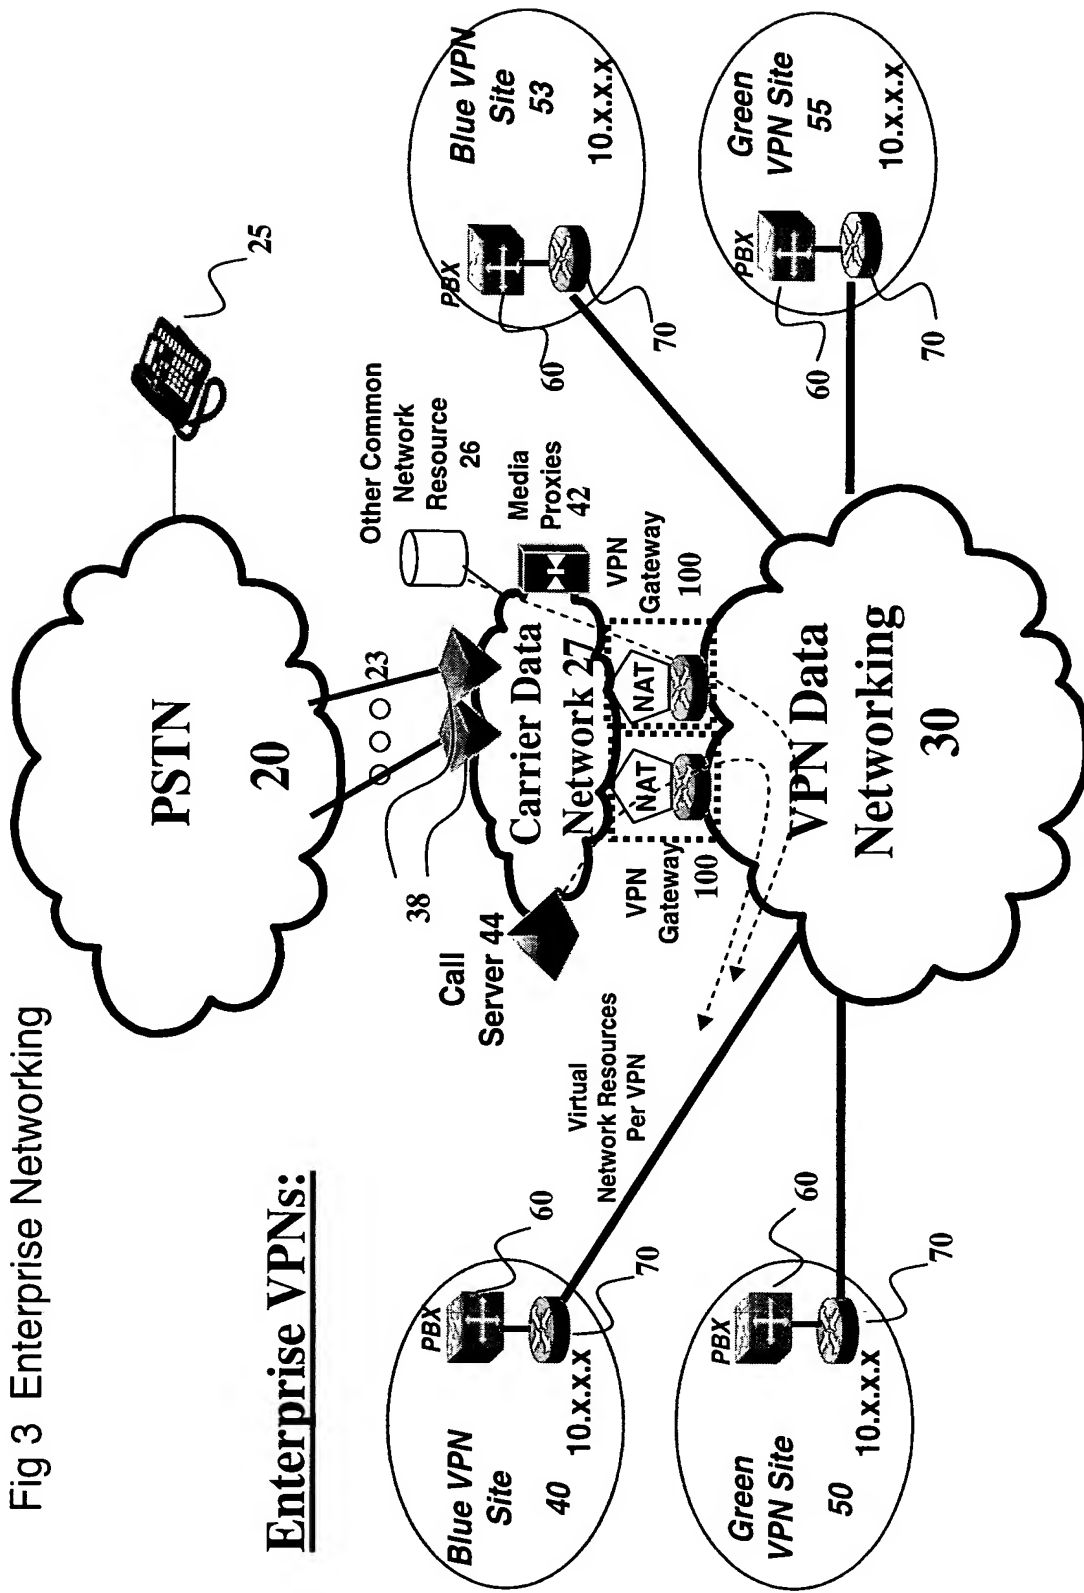 Fig 3 Enterprise Networking
Enterprise VPNs:
PSTN
20
25
23
38
Other Common
Network
Resource
26
Media
Proxies
42
Carrier Data
Network 27
Call
Server 44
VPN
Gateway
100
NAT
NAT
VPN
Gateway
100
VPN Data
Networking
30
Virtual
Network Resources
Per VPN
Blue VPN
Site
40
PBX
10.x.x.x
60
70
Green
VPN Site
50
PBX
10.x.x.x
60
70
Blue VPN
Site
53
PBX
10.x.x.x
60
70
Green
VPN Site
55
PBX
10.x.x.x
60
70